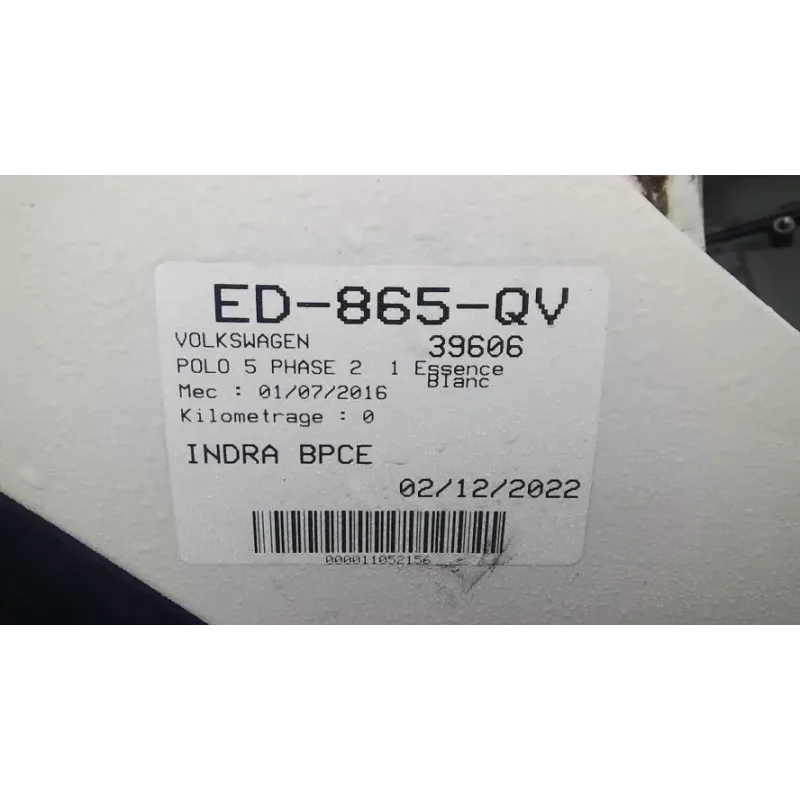 ED-865-QV
VOLKSWAGEN 39606
POLO 5 PHASE 2 1 Essence
Blanc
Mec : 01/07/2016
Kilometrage : 0
INDRA BPCE
02/12/2022
000011052156